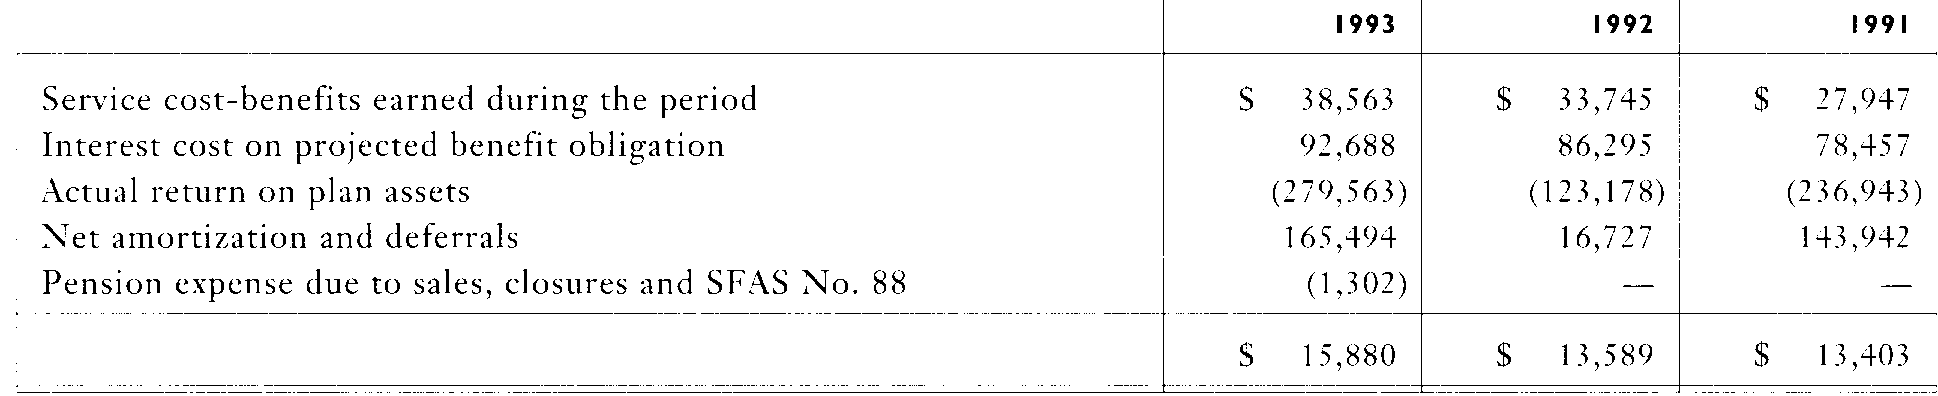 1993 1992 1991
Service cost-benefits earned during the period $ 38,563 $ 33,745 $ 27,947
Interest cost on projected benefit obligation 92,688 86,295 78,457
Actual return on plan assets (279,563) (123,178) (236,943)
Net amortization and deferrals 165,494 16,727 143,942
Pension expense due to sales, closures and SFAS No. 88 (1,302) — —
$ 15,880 $ 13,589 $ 13,403